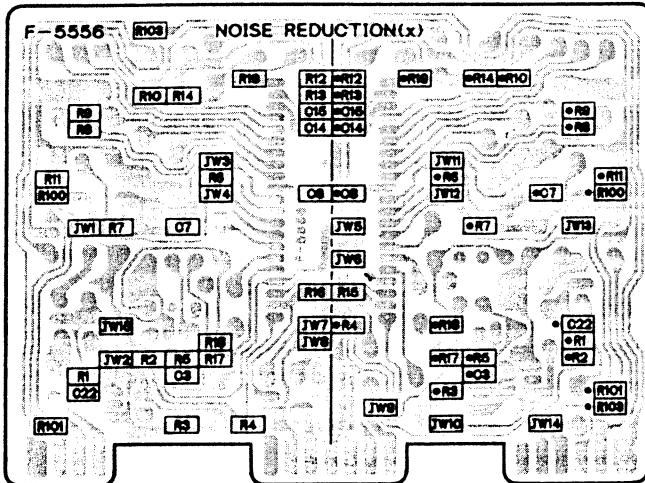 F-5556 R103 NOISE REDUCTION(x)
R18 R12 •R12 •R18 •R14 •R10
R10 R14 R13 •R13
R9 C15 •C15 •R9
R8 C14 •C14 •R8
JW3 JW11
R11 R6 •R6 •R11
R100 JW4 C8 •C8 JW12 •C7 •R100
JW1 R7 C7 JW5 •R7 JW13
JW6
R16 R15
JW15 JW7 •R4 •R16 C22
R18 JW8 •R1
JW2 R2 R5 R17 •R17 •R5 •R2
R1 C3 •C3
C22 •R3 •R101
JW9 •R103
R101 R3 R4 JW10 JW14